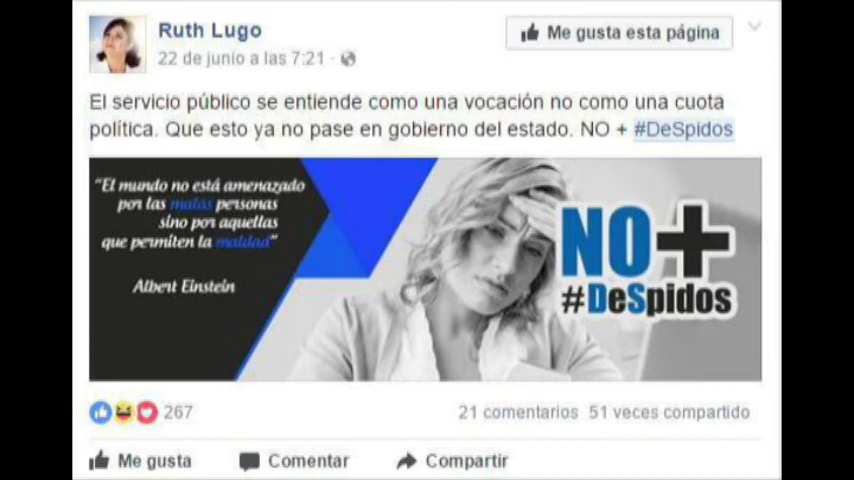 Ruth Lugo
22 de junio a las 7:21 ·
Me gusta esta página
El servicio público se entiende como una vocación no como una cuota
política. Que esto ya no pase en gobierno del estado. NO + #DeSpidos
“El mundo no está amenazado
por las malas personas
sino por aquellas
que permiten la maldad”
Albert Einstein
NO+
#DeSpidos
267
21 comentarios 51 veces compartido
Me gusta Comentar Compartir